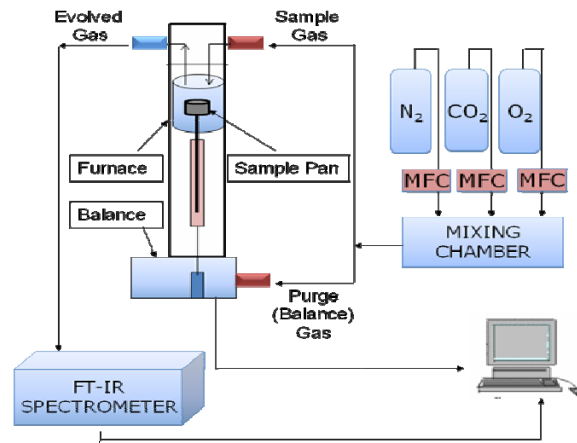 Evolved
Gas
Sample
Gas
N₂
CO₂
O₂
Furnace
Sample Pan
MFC
MFC
MFC
Balance
MIXING
CHAMBER
Purge
(Balance)
Gas
FT-IR
SPECTROMETER